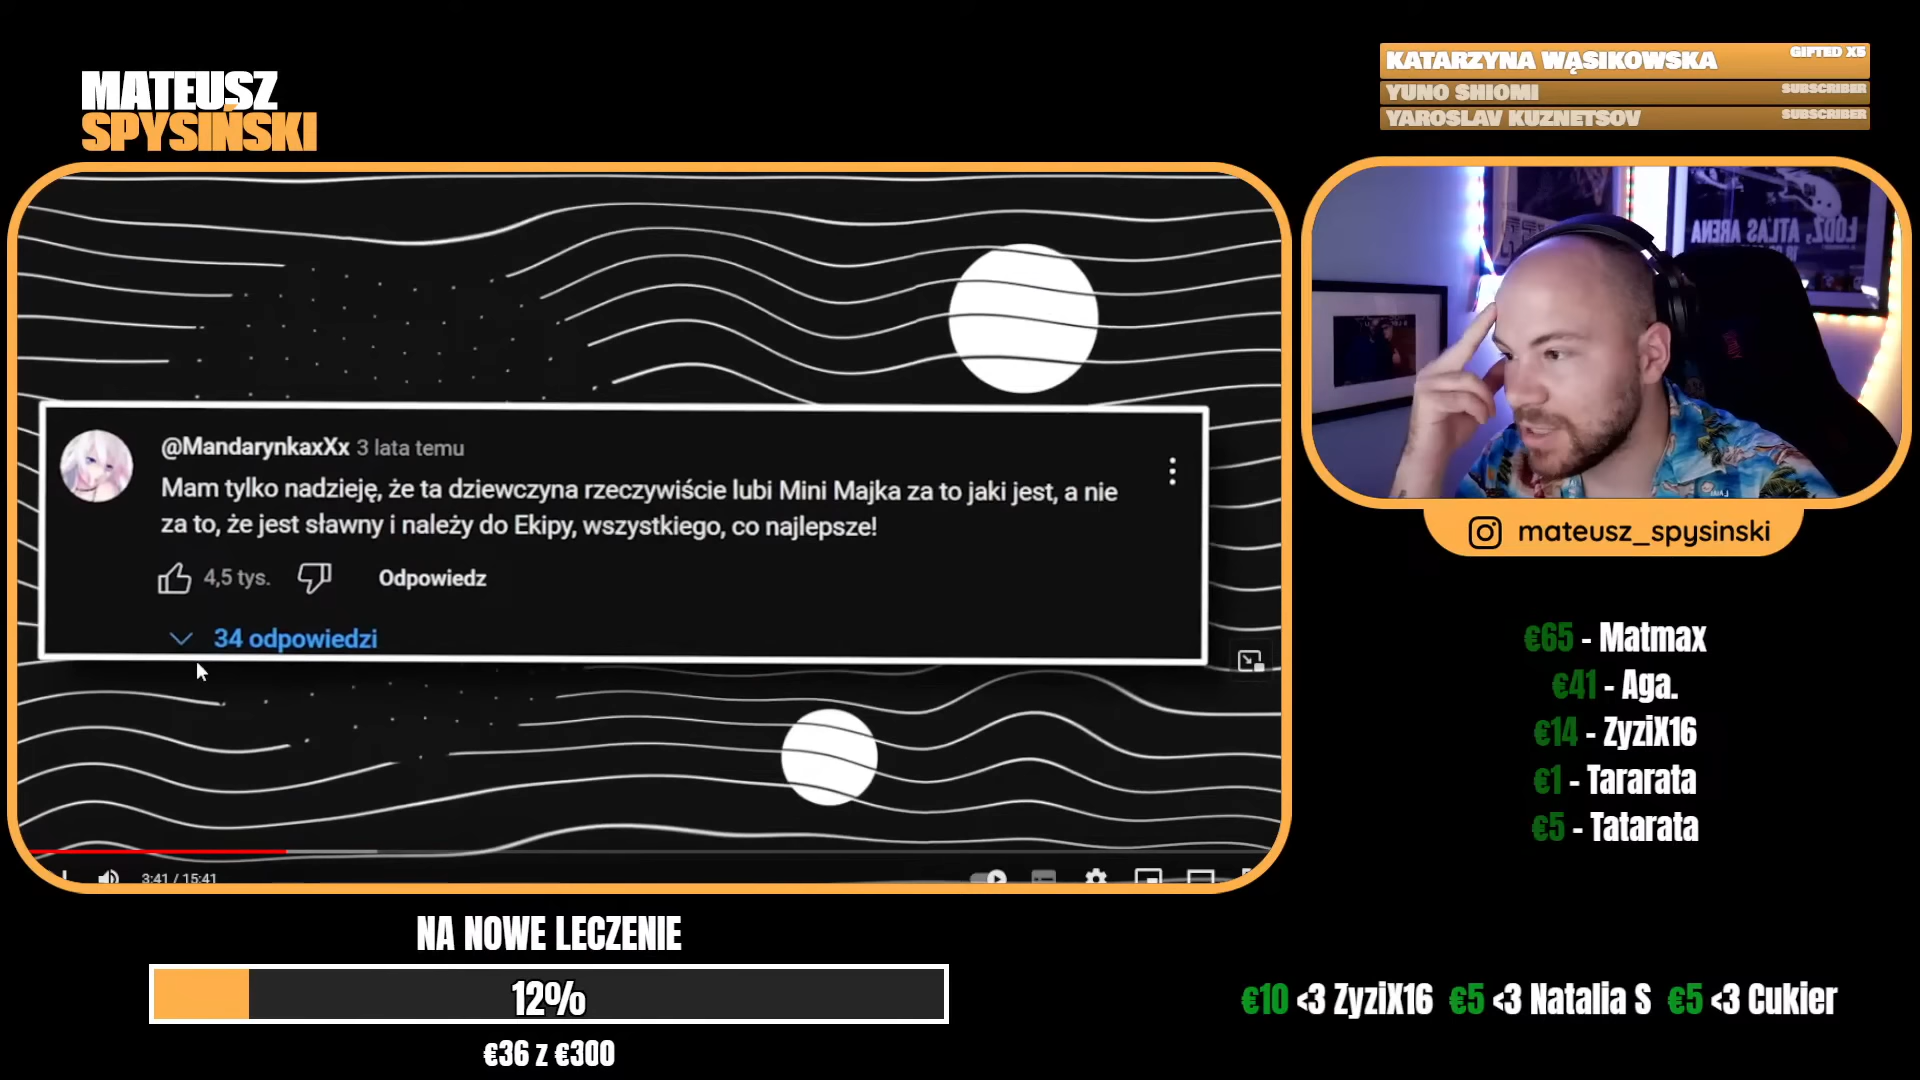 MATEUSZ
SPYSIŃSKI
KATARZYNA WĄSIKOWSKA GIFTED X5
YUNO SHIOMI SUBSCRIBER
YAROSLAV KUZNETSOV SUBSCRIBER
ŁÓDŹ, ATLAS ARENA
@MandarynkaxXx 3 lata temu
Mam tylko nadzieję, że ta dziewczyna rzeczywiście lubi Mini Majka za to jaki jest, a nie
za to, że jest sławny i należy do Ekipy, wszystkiego, co najlepsze!
4,5 tys. Odpowiedz
34 odpowiedzi
3:41 / 15:41
mateusz_spysinski
€65 - Matmax
€41 - Aga.
€14 - ZyziX16
€1 - Tararata
€5 - Tatarata
NA NOWE LECZENIE
12%
€36 z €300
€10 <3 ZyziX16 €5 <3 Natalia S €5 <3 Cukier